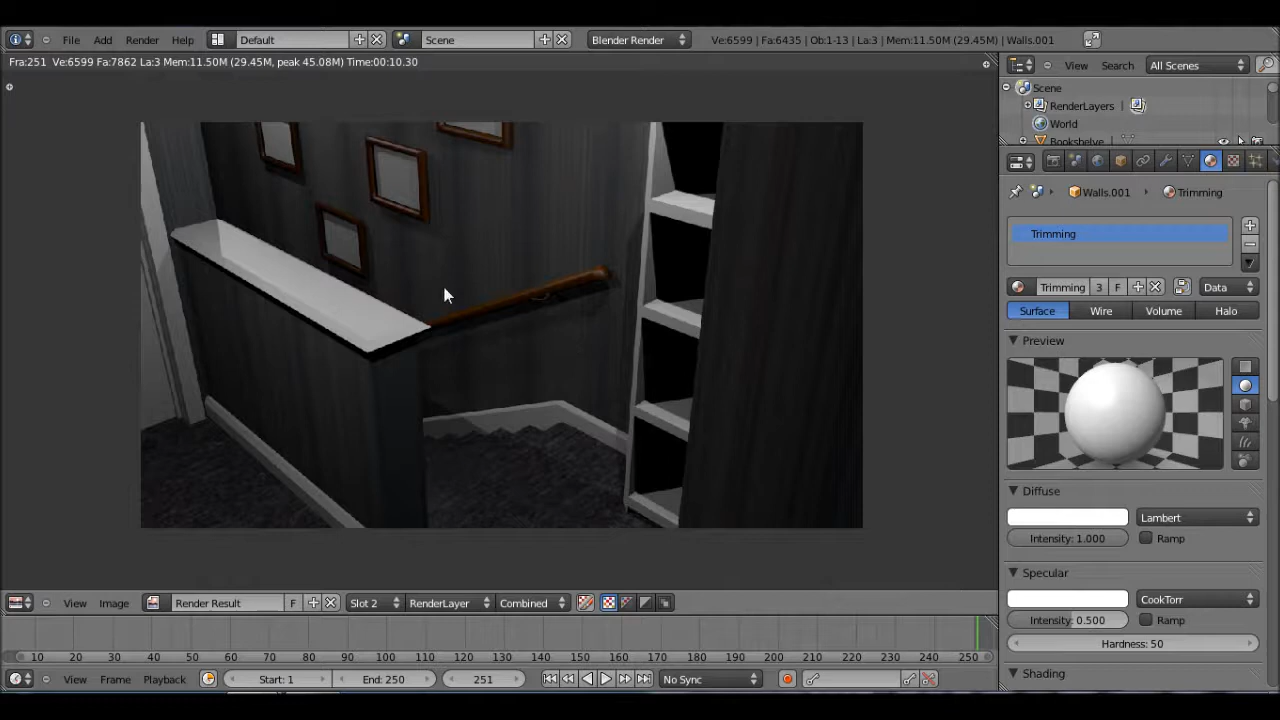 File Add Render Help Default Scene Blender Render Ve:6599 | Fa:6435 | Ob:1-13 | La:3 | Mem:11.50M (29.45M) | Walls.001
Fra:251 Ve:6599 Fa:7862 La:3 Mem:11.50M (29.45M, peak 45.08M) Time:00:10.30
View Search All Scenes
Scene
RenderLayers |
World
Bookshelve
Walls.001 Trimming
Trimming
Trimming 3 F Data
Surface Wire Volume Halo
Preview
Diffuse
Lambert
Intensity: 1.000 Ramp
Specular
CookTorr
Intensity: 0.500 Ramp
Hardness: 50
Shading
View Image Render Result F Slot 2 RenderLayer Combined
10 20 30 40 50 60 70 80 90 100 110 120 130 140 150 160 170 180 190 200 210 220 230 240 250
View Frame Playback Start: 1 End: 250 251 No Sync